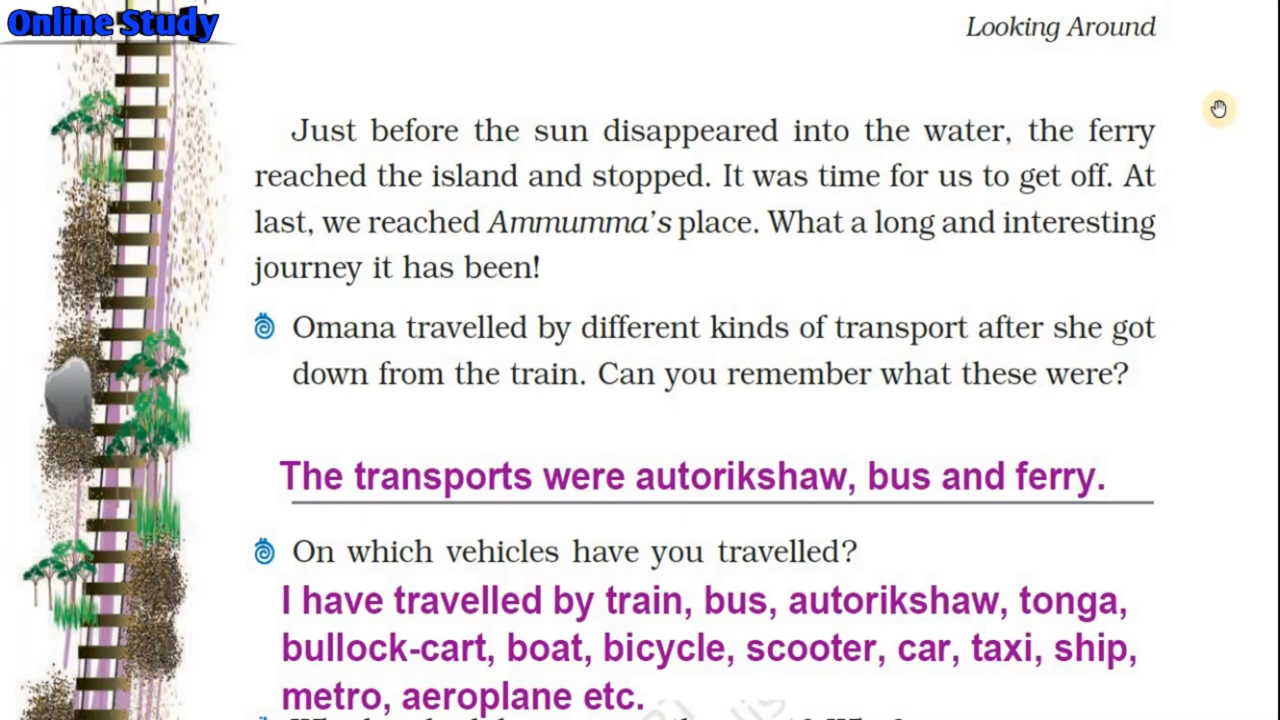 Online Study
Looking Around
Just before the sun disappeared into the water, the ferry
reached the island and stopped. It was time for us to get off. At
last, we reached Ammumma's place. What a long and interesting
journey it has been!
Omana travelled by different kinds of transport after she got
down from the train. Can you remember what these were?
The transports were autorikshaw, bus and ferry.
On which vehicles have you travelled?
I have travelled by train, bus, autorikshaw, tonga,
bullock-cart, boat, bicycle, scooter, car, taxi, ship,
metro, aeroplane etc.